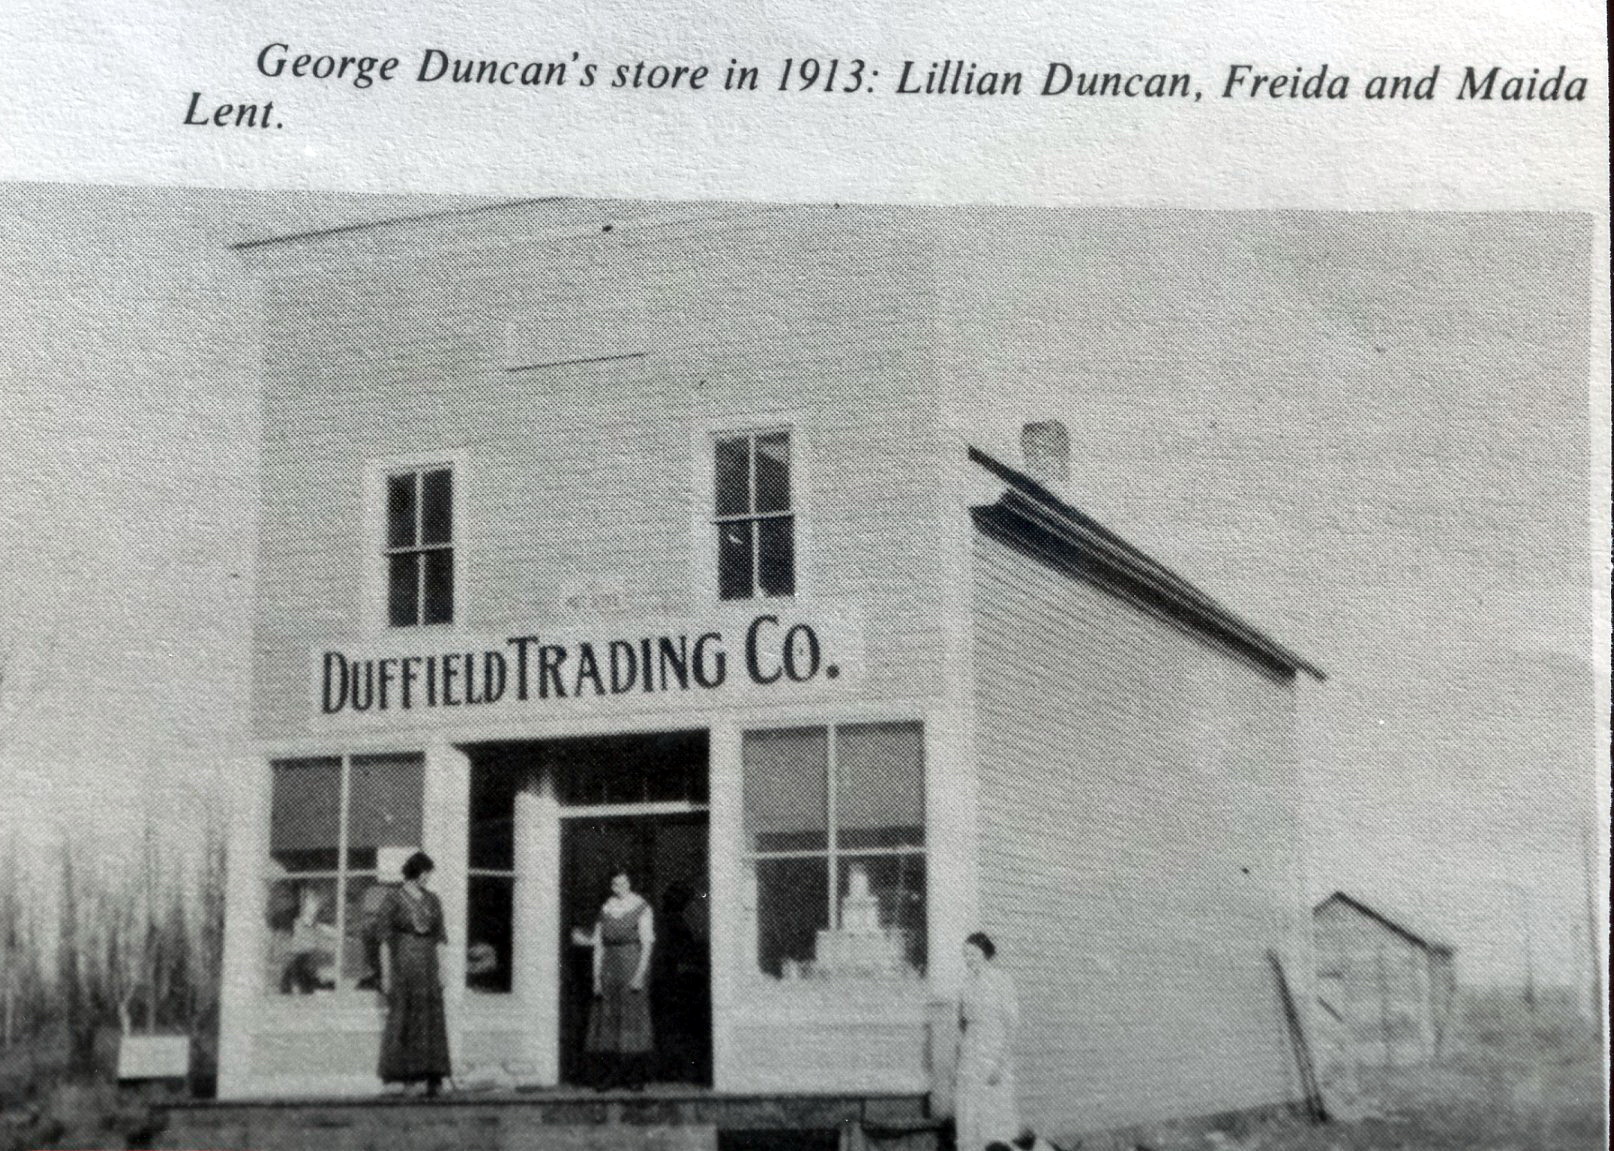 George Duncan's store in 1913: Lillian Duncan, Freida and Maida
Lent.
DUFFIELD TRADING CO.